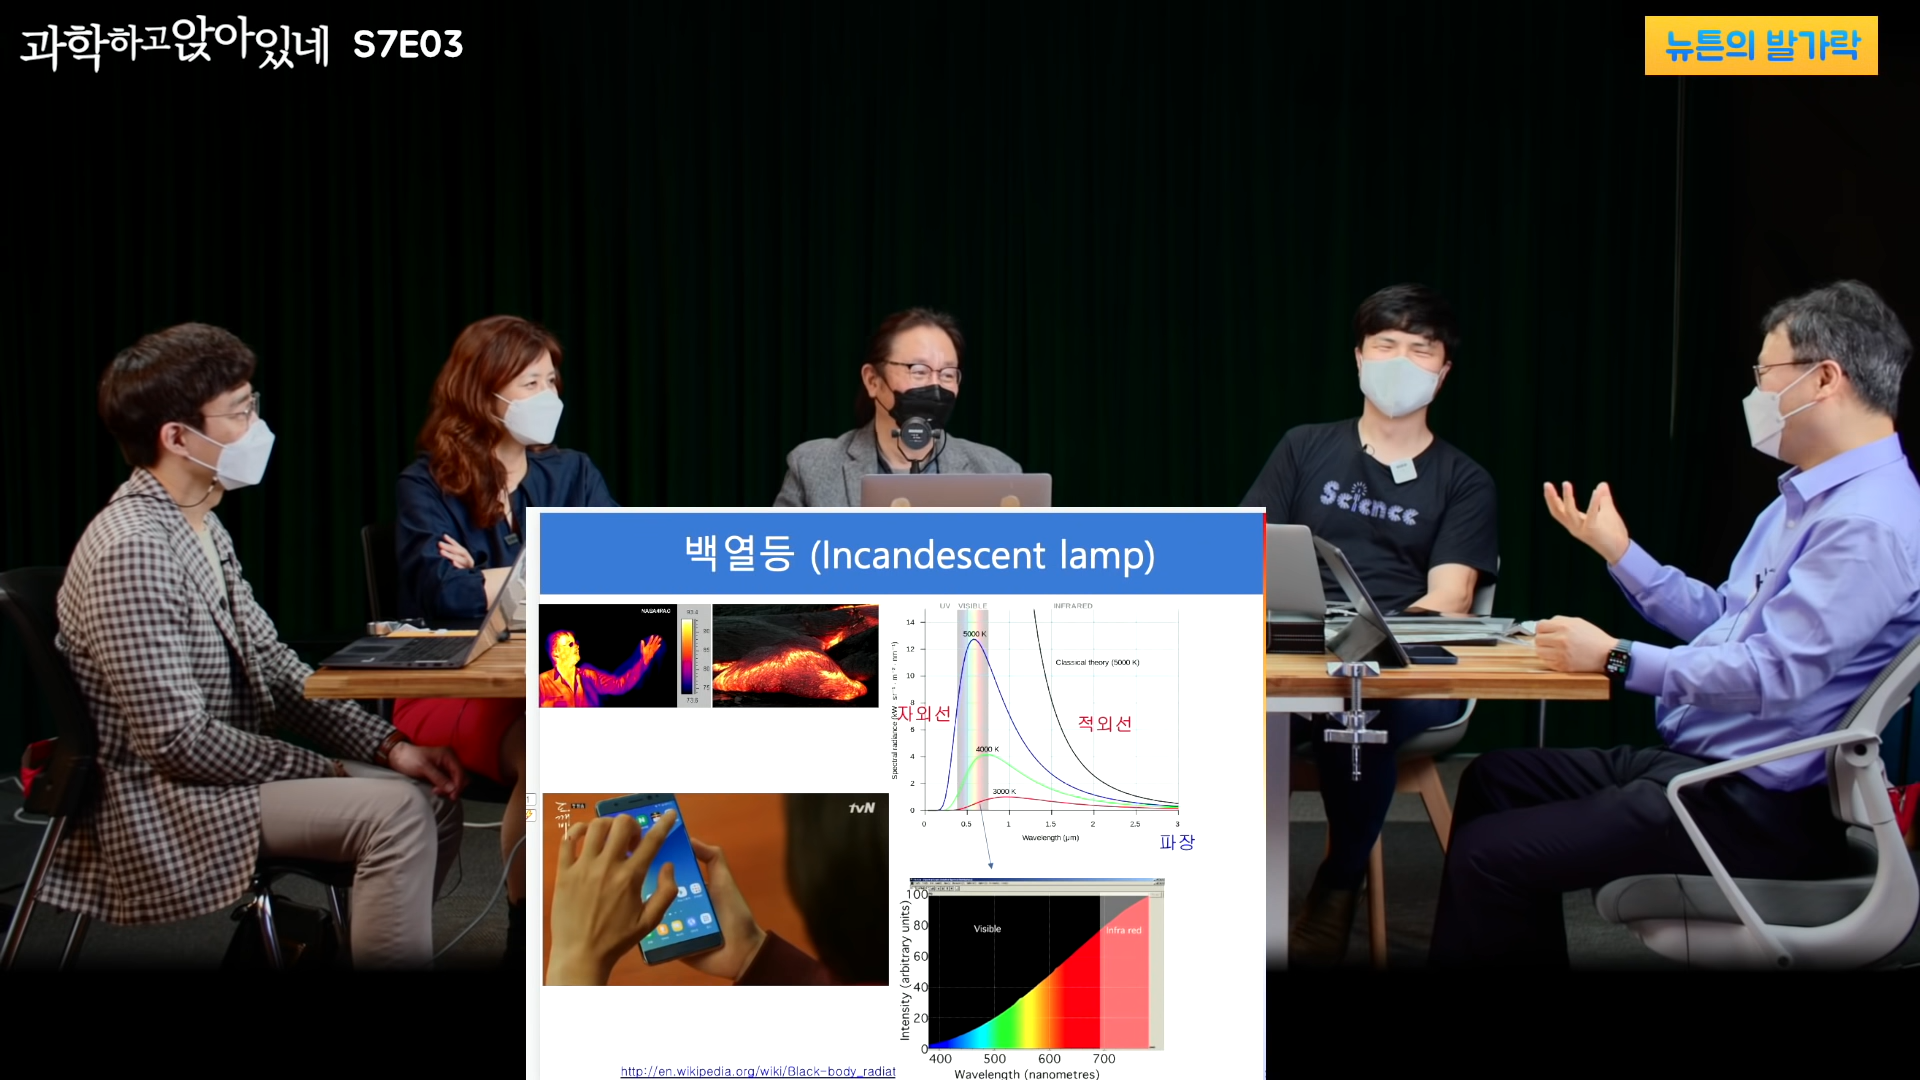 과학하고앉아있네 S7E03
뉴튼의 발가락
Science
백열등 (Incandescent lamp)
UV VISIBLE INFRARED
5000 K
Classical theory (5000 K)
4000 K
3000 K
14
12
10
8
6
4
2
0
0 0.5 1 1.5 2 2.5 3
Wavelength (μm)
자외선
적외선
파장
tvN
100
80
60
40
20
0
Intensity (arbitrary units)
Visible
Infra red
400 500 600 700
Wavelength (nanometres)
http://en.wikipedia.org/wiki/Black-body_radiat